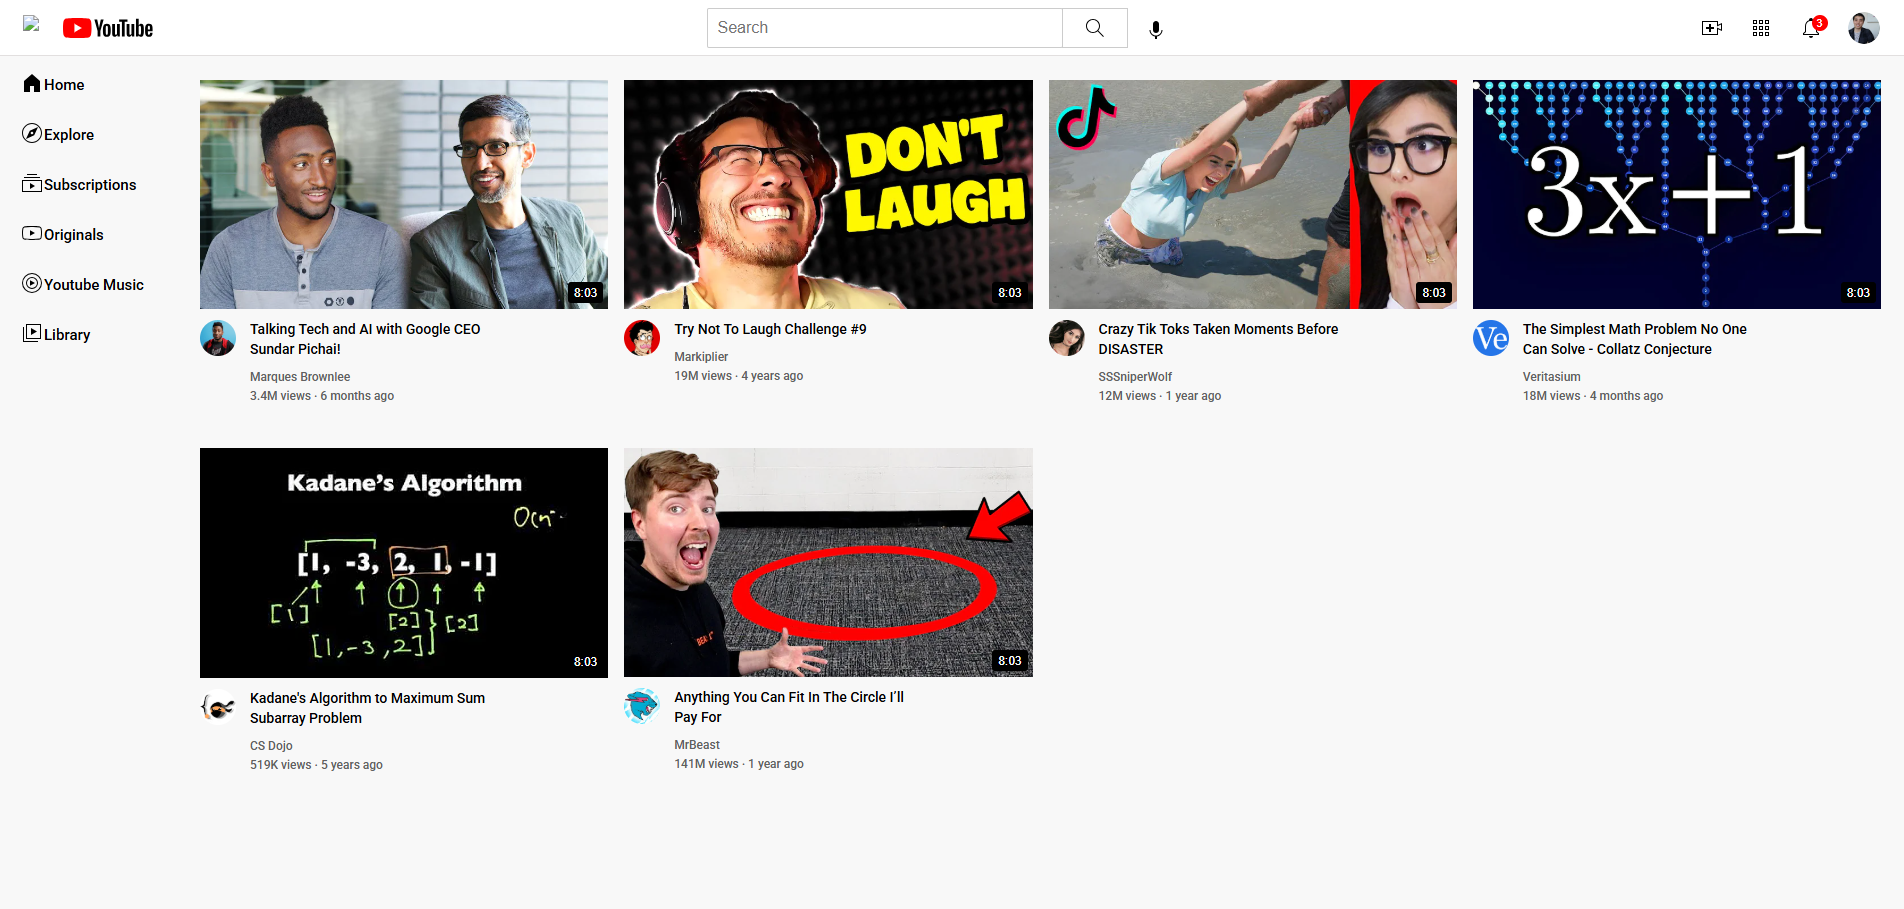 YouTube
Search
3
Home
Explore
Subscriptions
Originals
Youtube Music
Library
8:03
Talking Tech and AI with Google CEO
Sundar Pichai!
Marques Brownlee
3.4M views · 6 months ago
DON'T
LAUGH
8:03
Try Not To Laugh Challenge #9
Markiplier
19M views · 4 years ago
8:03
Crazy Tik Toks Taken Moments Before
DISASTER
SSSniperWolf
12M views · 1 year ago
3x+1
8:03
Ve
The Simplest Math Problem No One
Can Solve - Collatz Conjecture
Veritasium
18M views · 4 months ago
Kadane's Algorithm
O(n
[1, -3, 2, 1, -1]
[1]
[2]
[2]
[1,-3,2]
8:03
Kadane's Algorithm to Maximum Sum
Subarray Problem
CS Dojo
519K views · 5 years ago
8:03
Anything You Can Fit In The Circle I'll
Pay For
MrBeast
141M views · 1 year ago